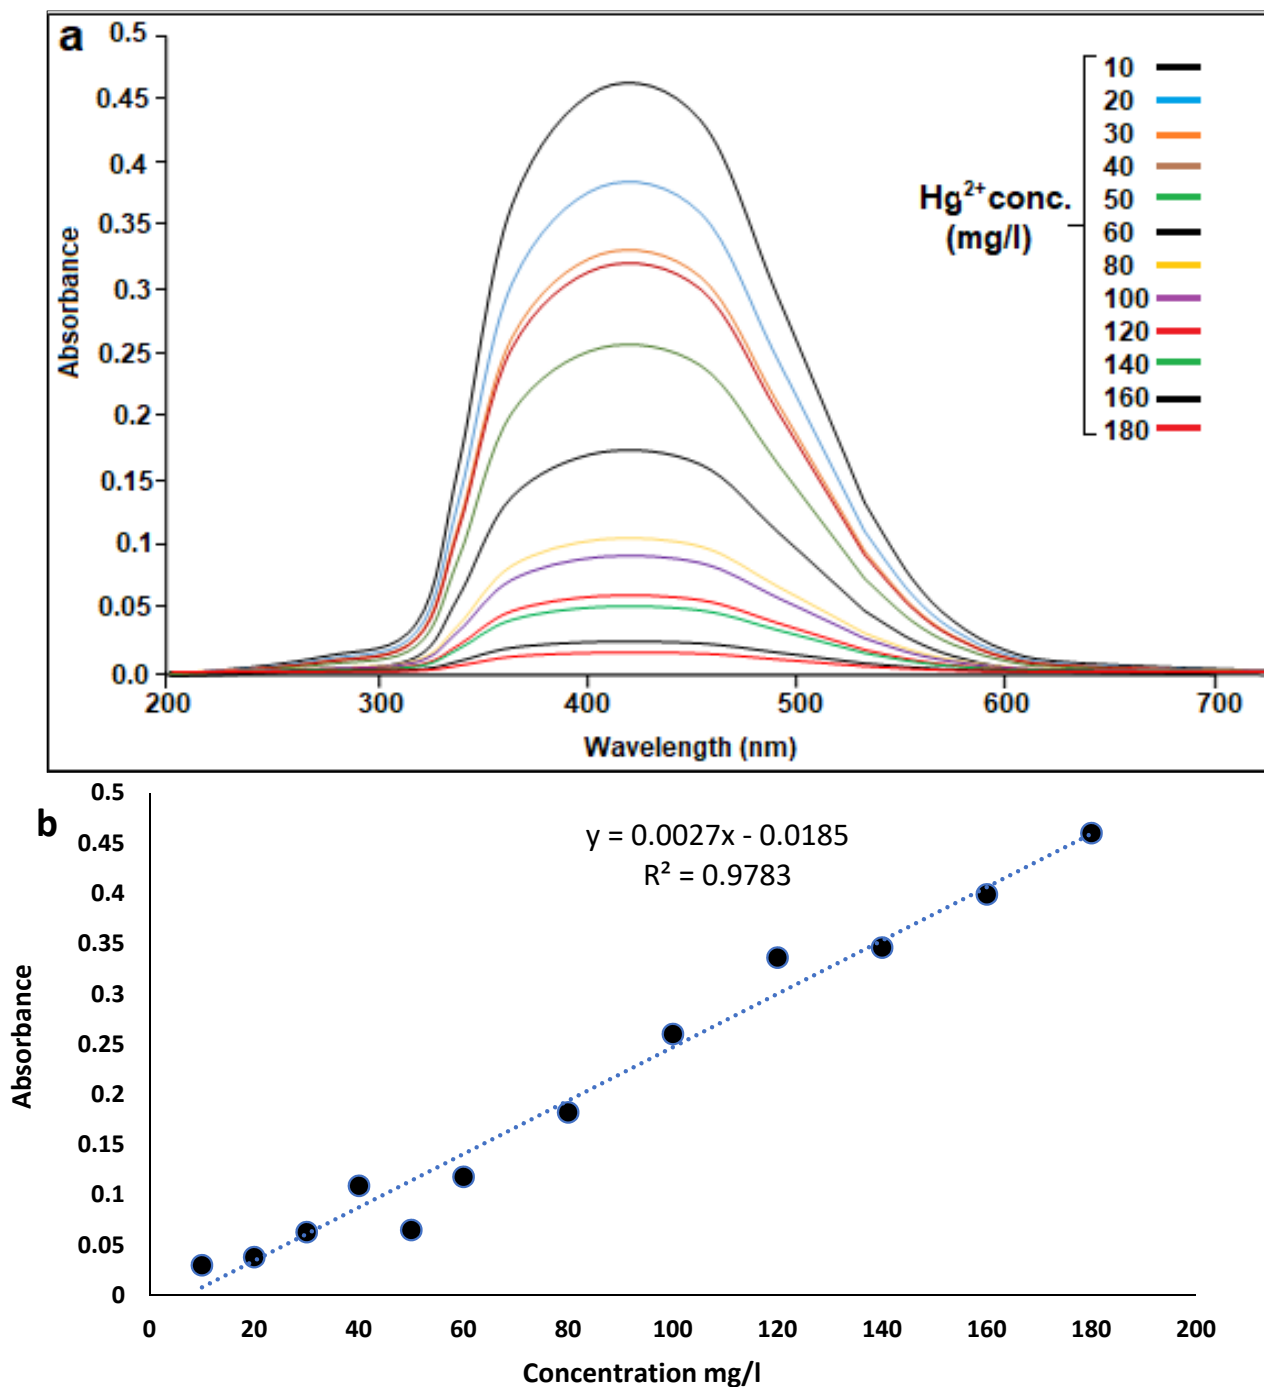 a
0.5
0.45
0.4
0.35
0.3
0.25
0.2
0.15
0.1
0.05
0.0
Absorbance
200 300 400 500 600 700
Wavelength (nm)
Hg²⁺ conc.
(mg/l)
10
20
30
40
50
60
80
100
120
140
160
180
b
y = 0.0027x - 0.0185
R² = 0.9783
0.5
0.45
0.4
0.35
0.3
0.25
0.2
0.15
0.1
0.05
0
Absorbance
0 20 40 60 80 100 120 140 160 180 200
Concentration mg/l